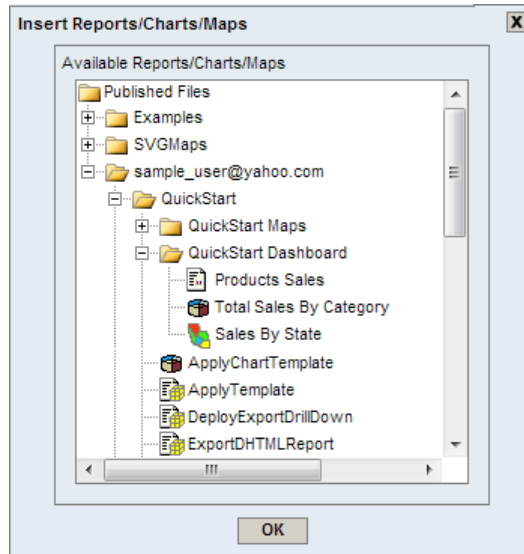 Insert Reports/Charts/Maps
X
Available Reports/Charts/Maps
Published Files
Examples
SVGMaps
sample_user@yahoo.com
QuickStart
QuickStart Maps
QuickStart Dashboard
Products Sales
Total Sales By Category
Sales By State
ApplyChartTemplate
ApplyTemplate
DeployExportDrillDown
ExportDHTMLReport
OK